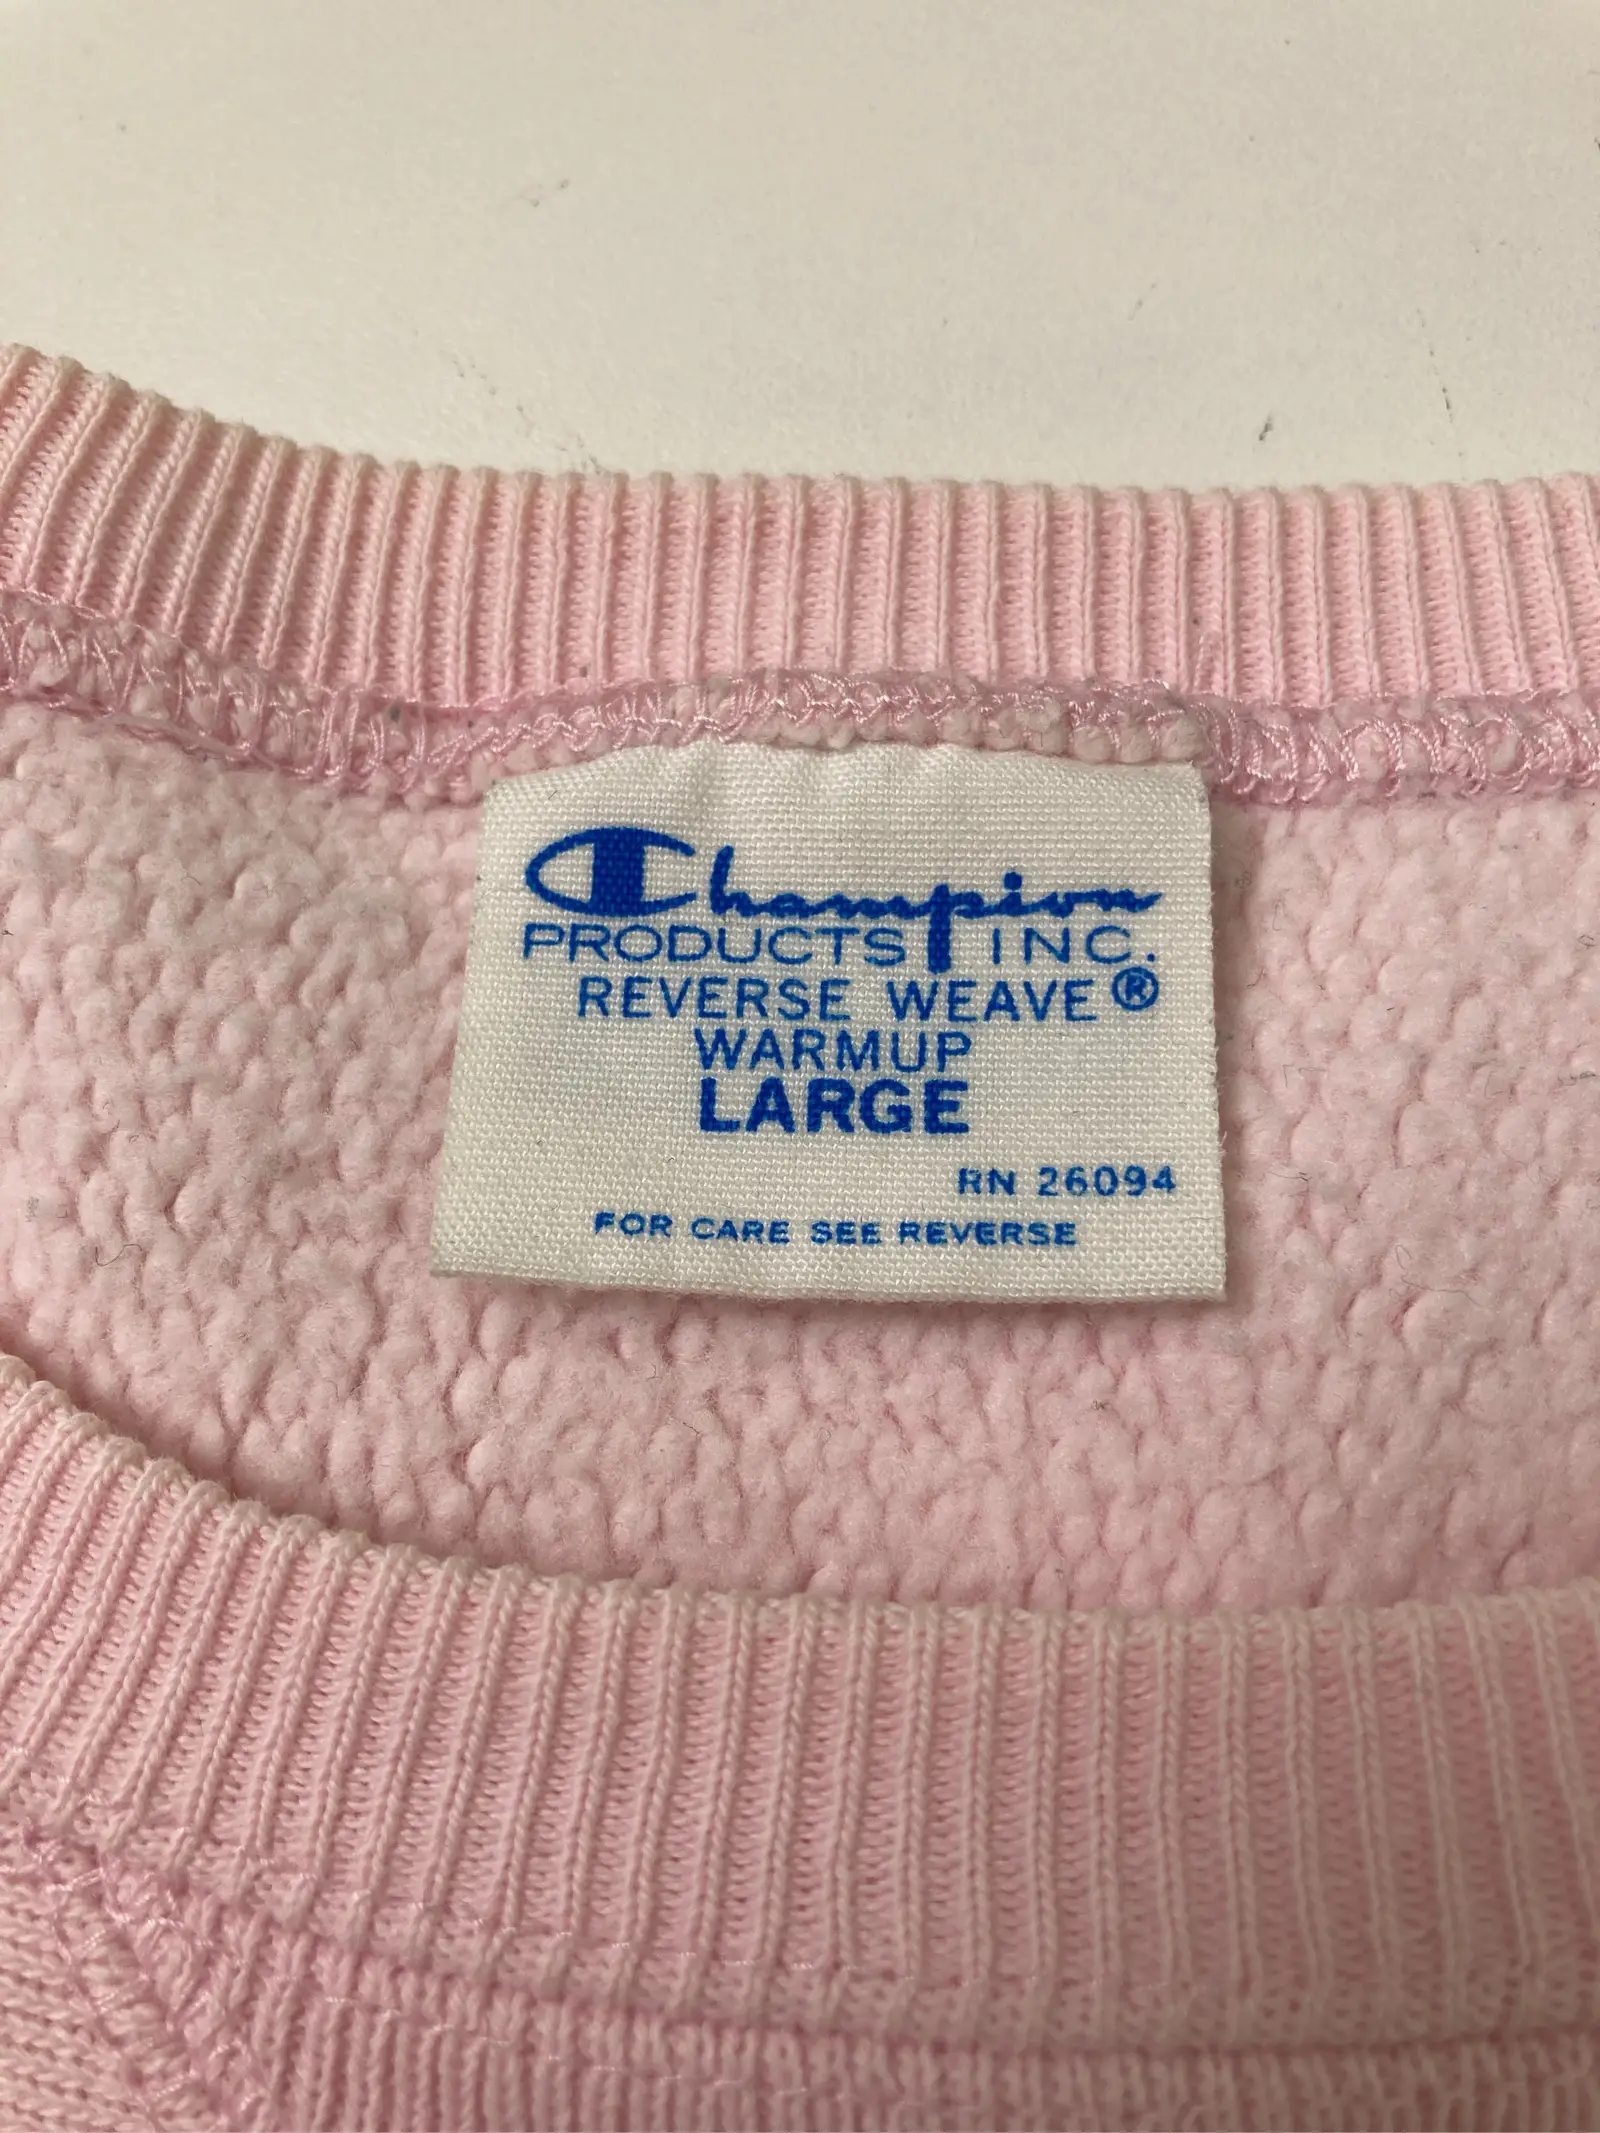 Champion
PRODUCTS INC.
REVERSE WEAVE®
WARMUP
LARGE
RN 26094
FOR CARE SEE REVERSE